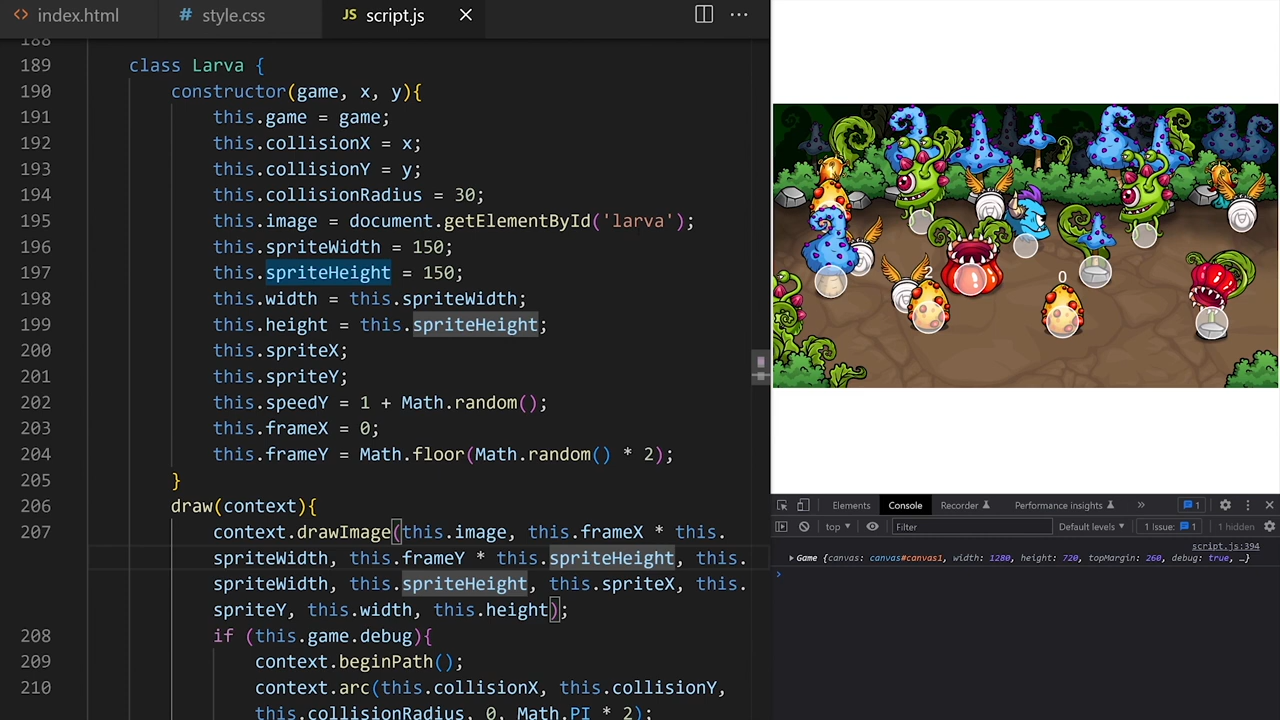 index.html
# style.css
JS script.js
188
189 class Larva {
190 constructor(game, x, y){
191 this.game = game;
192 this.collisionX = x;
193 this.collisionY = y;
194 this.collisionRadius = 30;
195 this.image = document.getElementById('larva');
196 this.spriteWidth = 150;
197 this.spriteHeight = 150;
198 this.width = this.spriteWidth;
199 this.height = this.spriteHeight;
200 this.spriteX;
201 this.spriteY;
202 this.speedY = 1 + Math.random();
203 this.frameX = 0;
204 this.frameY = Math.floor(Math.random() * 2);
205 }
206 draw(context){
207 context.drawImage(this.image, this.frameX * this.
spriteWidth, this.frameY * this.spriteHeight, this.
spriteWidth, this.spriteHeight, this.spriteX, this.
spriteY, this.width, this.height);
208 if (this.game.debug){
209 context.beginPath();
210 context.arc(this.collisionX, this.collisionY,
this.collisionRadius, 0, Math.PI * 2);
2
0
Elements Console Recorder Performance insights » 1
top Filter Default levels 1 Issue: 1 1 hidden
script.js:394
Game {canvas: canvas#canvas1, width: 1280, height: 720, topMargin: 260, debug: true, …}